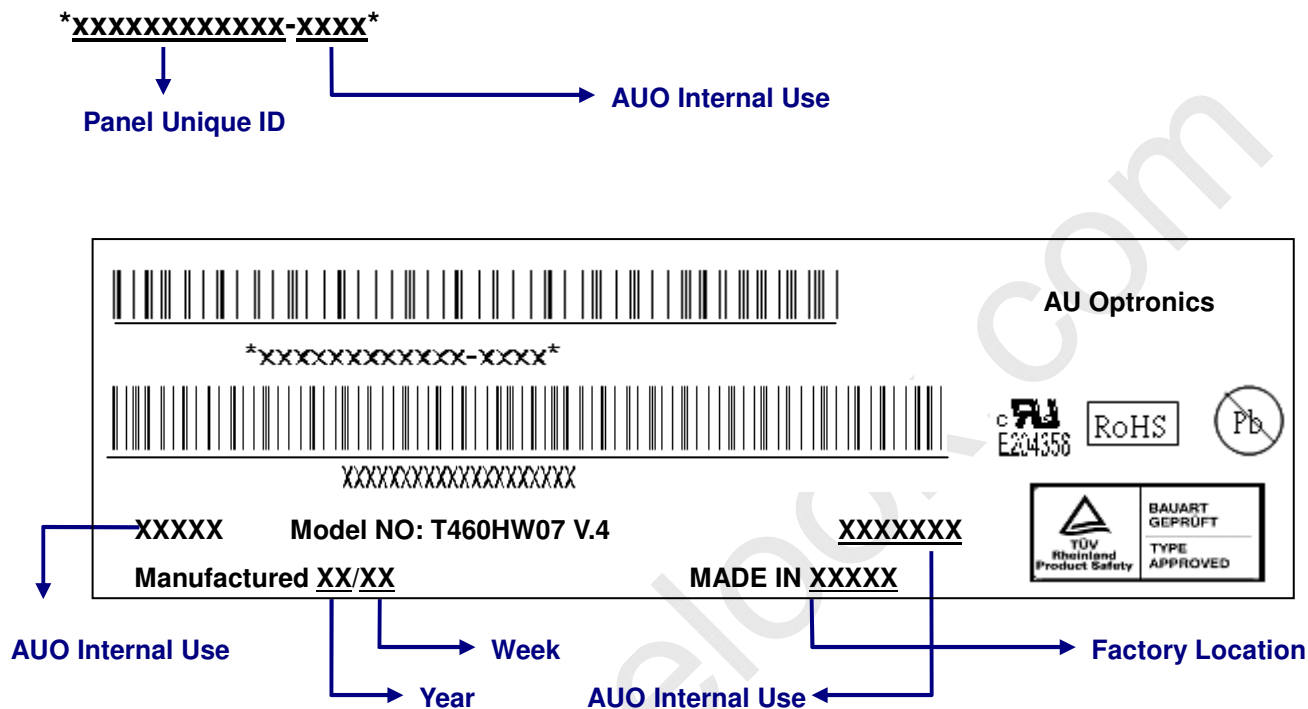 *xxxxxxxxxxxx-xxxx*
AUO Internal Use
Panel Unique ID
AU Optronics
*xxxxxxxxxxxx-xxxx*
c
E204356
RoHS
Pb
XXXXXXXXXXXXXXXXXXXX
BAUART
GEPRÜFT
TÜV
Rheinland
Product Safety
TYPE
APPROVED
XXXXX Model NO: T460HW07 V.4 XXXXXXX
Manufactured XX/XX MADE IN XXXXX
AUO Internal Use
Week
Factory Location
Year
AUO Internal Use